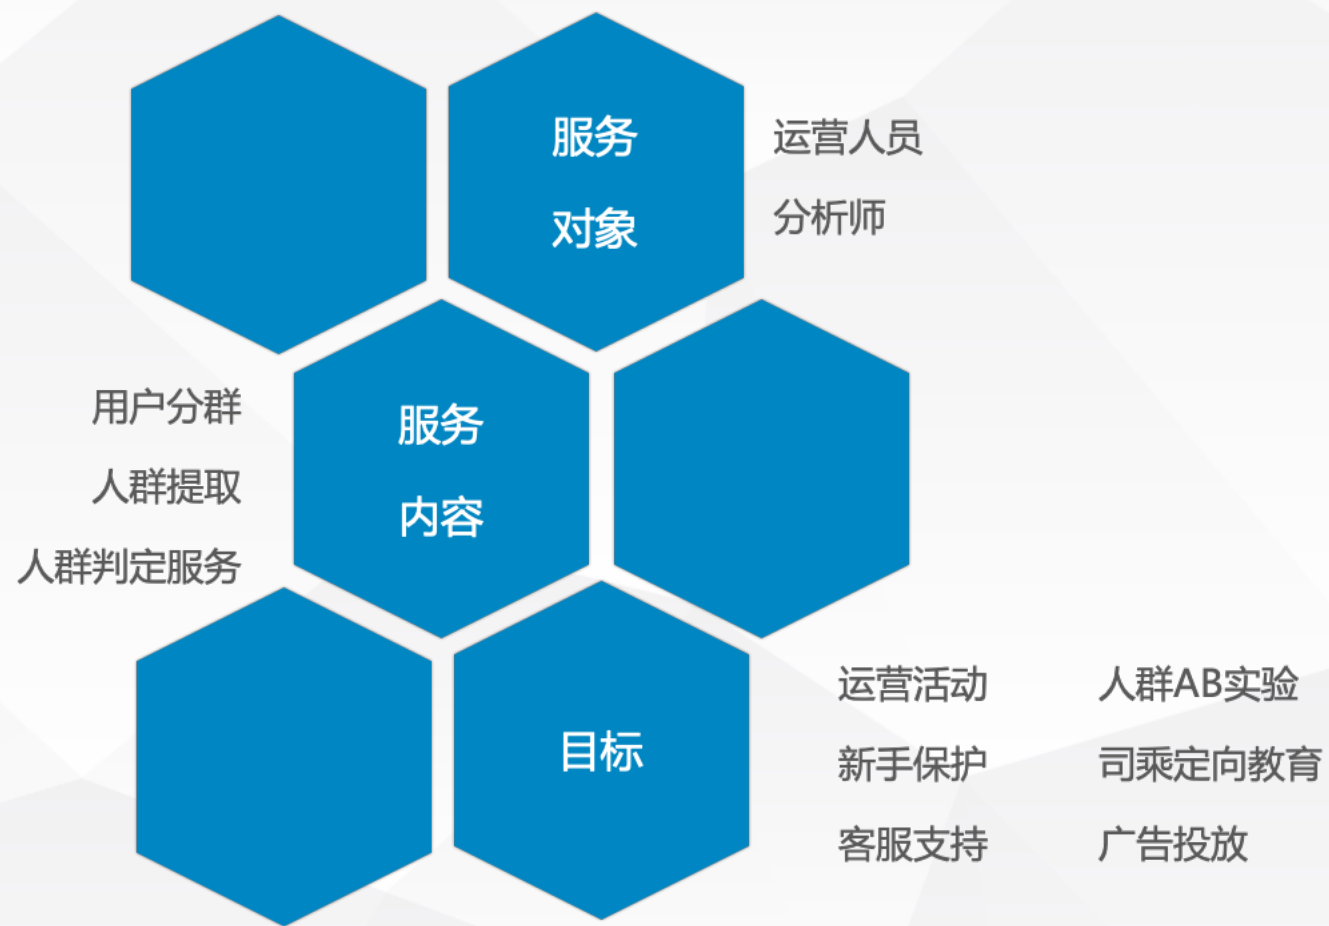 服务
对象
运营人员
分析师
用户分群
人群提取
人群判定服务
服务
内容
目标
运营活动
人群AB实验
新手保护
司乘定向教育
客服支持
广告投放